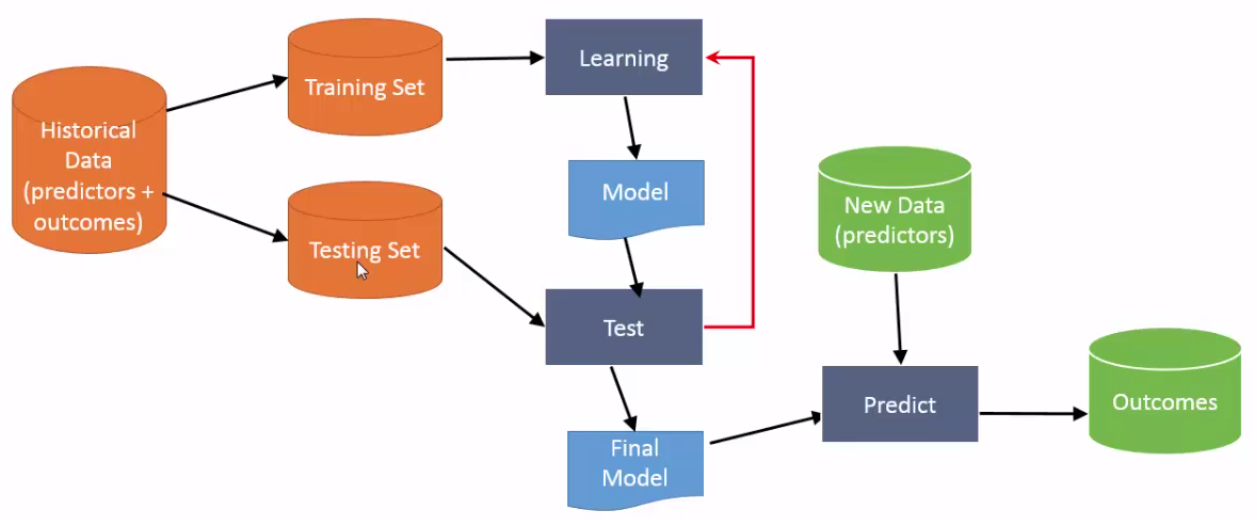 Historical
Data
(predictors +
outcomes)
Training Set
Testing Set
Learning
Model
Test
Final
Model
New Data
(predictors)
Predict
Outcomes